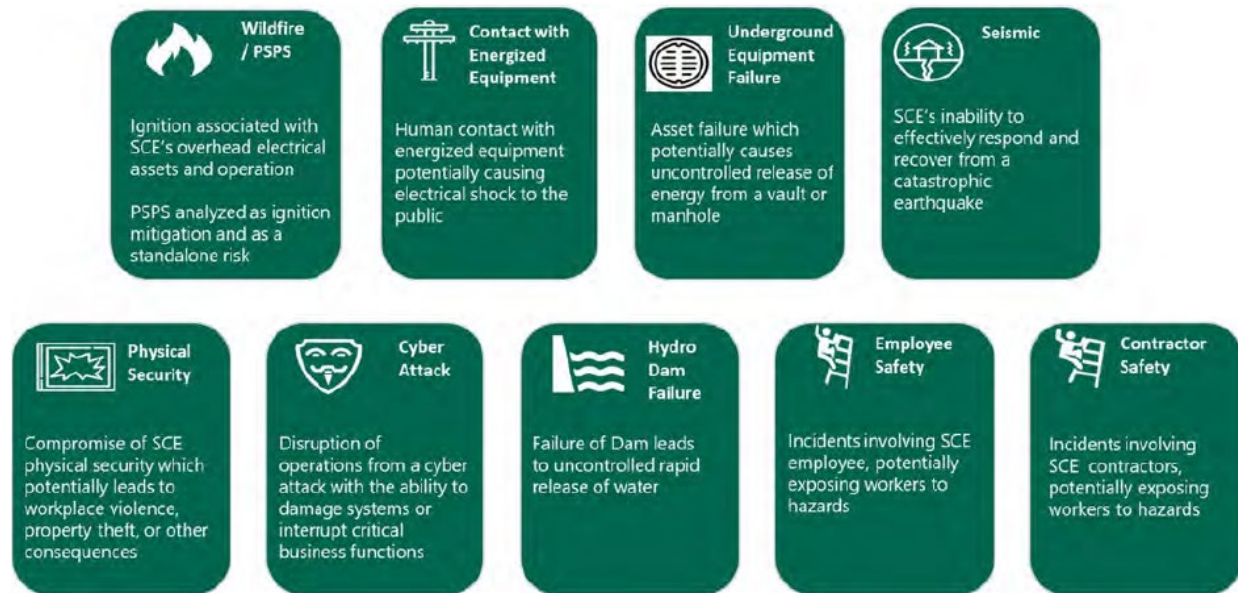 Wildfire
/ PSPS
Ignition associated with
SCE's overhead electrical
assets and operation
PSPS analyzed as ignition
mitigation and as a
standalone risk
Contact with
Energized
Equipment
Human contact with
energized equipment
potentially causing
electrical shock to the
public
Underground
Equipment
Failure
Asset failure which
potentially causes
uncontrolled release of
energy from a vault or
manhole
Seismic
SCE's inability to
effectively respond and
recover from a
catastrophic
earthquake
Physical
Security
Compromise of SCE
physical security which
potentially leads to
workplace violence,
property theft, or other
consequences
Cyber
Attack
Disruption of
operations from a cyber
attack with the ability to
damage systems or
interrupt critical
business functions
Hydro
Dam
Failure
Failure of Dam leads
to uncontrolled rapid
release of water
Employee
Safety
Incidents involving SCE
employee, potentially
exposing workers to
hazards
Contractor
Safety
Incidents involving
SCE contractors,
potentially exposing
workers to hazards